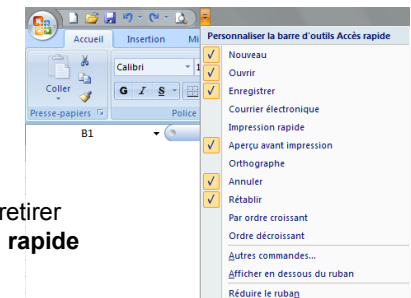 Accueil Insertion Mi
Coller
Calibri 1
G I S
Presse-papiers Police
B1
Personnaliser la barre d'outils Accès rapide
Nouveau
Ouvrir
Enregistrer
Courrier électronique
Impression rapide
Aperçu avant impression
Orthographe
Annuler
Rétablir
Par ordre croissant
Ordre décroissant
Autres commandes...
Afficher en dessous du ruban
Réduire le ruban
retirer
rapide